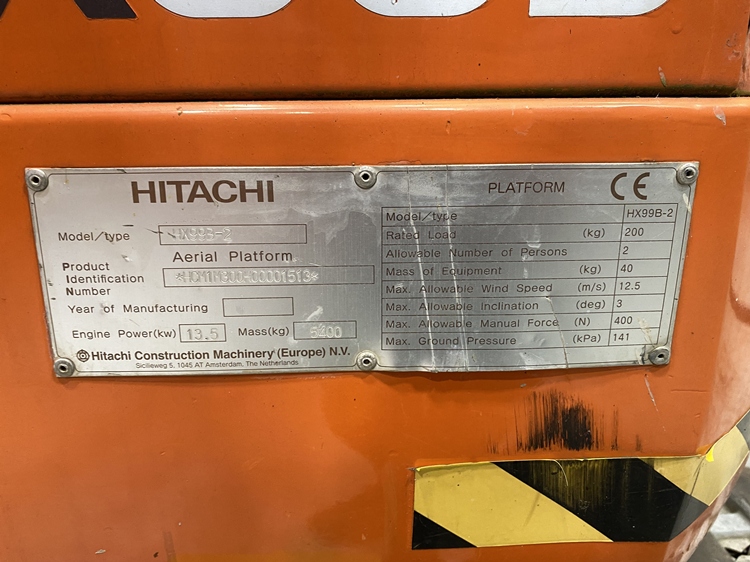 HITACHI
Model/type HX99B-2
Aerial Platform
Product
Identification
Number
Year of Manufacturing
Engine Power(kw) 13.5 Mass(kg) 5400
Hitachi Construction Machinery (Europe) N.V.
Sicilieweg 5, 1045 AT Amsterdam, The Netherlands
PLATFORM CE
Model/type HX99B-2
Rated Load (kg) 200
Allowable Number of Persons 2
Mass of Equipment (kg) 40
Max. Allowable Wind Speed (m/s) 12.5
Max. Allowable Inclination (deg) 3
Max. Allowable Manual Force (N) 400
Max. Ground Pressure (kPa) 141